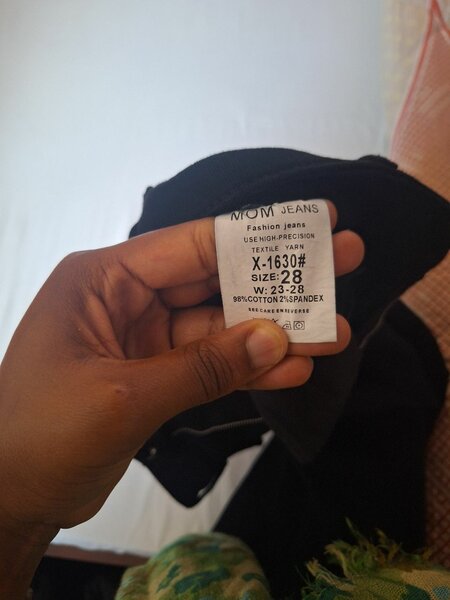 MOM JEANS
Fashion jeans
USE HIGH-PRECISION
TEXTILE YARN
X-1630#
SIZE: 28
W: 23-28
98%COTTON 2%SPANDEX
SEE CARE EN REVERSE